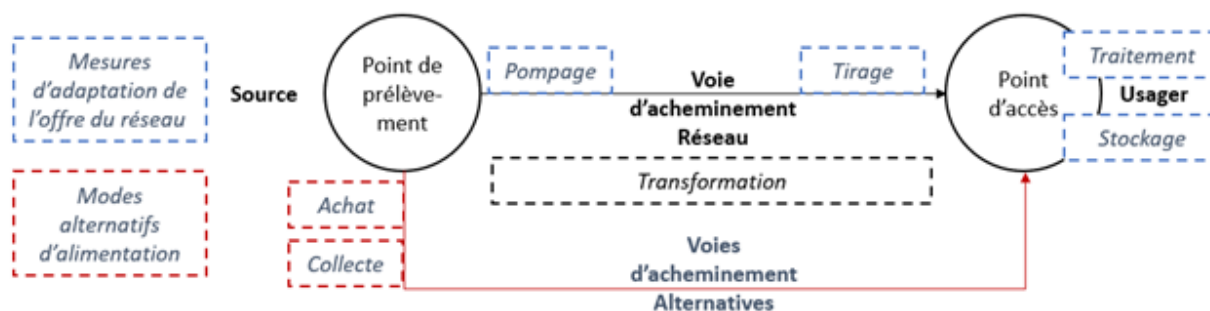 Mesures
d'adaptation de
l'offre du réseau
Modes
alternatifs
d'alimentation
Source
Point de
prélève-
ment
Pompage
Voie
d'acheminement
Réseau
Tirage
Transformation
Achat
Collecte
Voies
d'acheminement
Alternatives
Point
d'accès
Traitement
Usager
Stockage